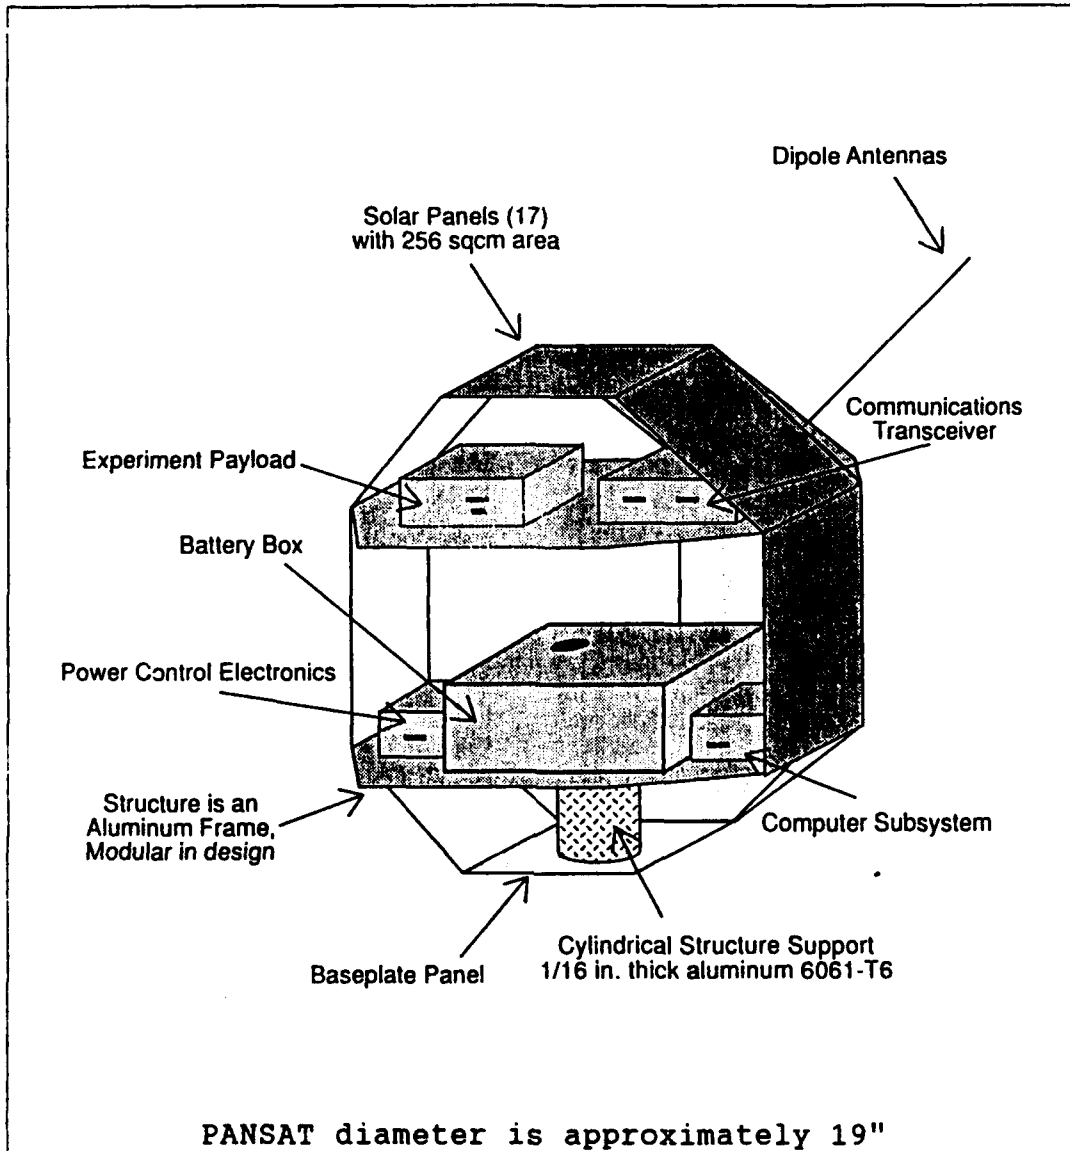 Dipole Antennas
Solar Panels (17)
with 256 sqcm area
Communications
Transceiver
Experiment Payload
Battery Box
Power Control Electronics
Structure is an
Aluminum Frame,
Modular in design
Computer Subsystem
Cylindrical Structure Support
1/16 in. thick aluminum 6061-T6
Baseplate Panel
PANSAT diameter is approximately 19"